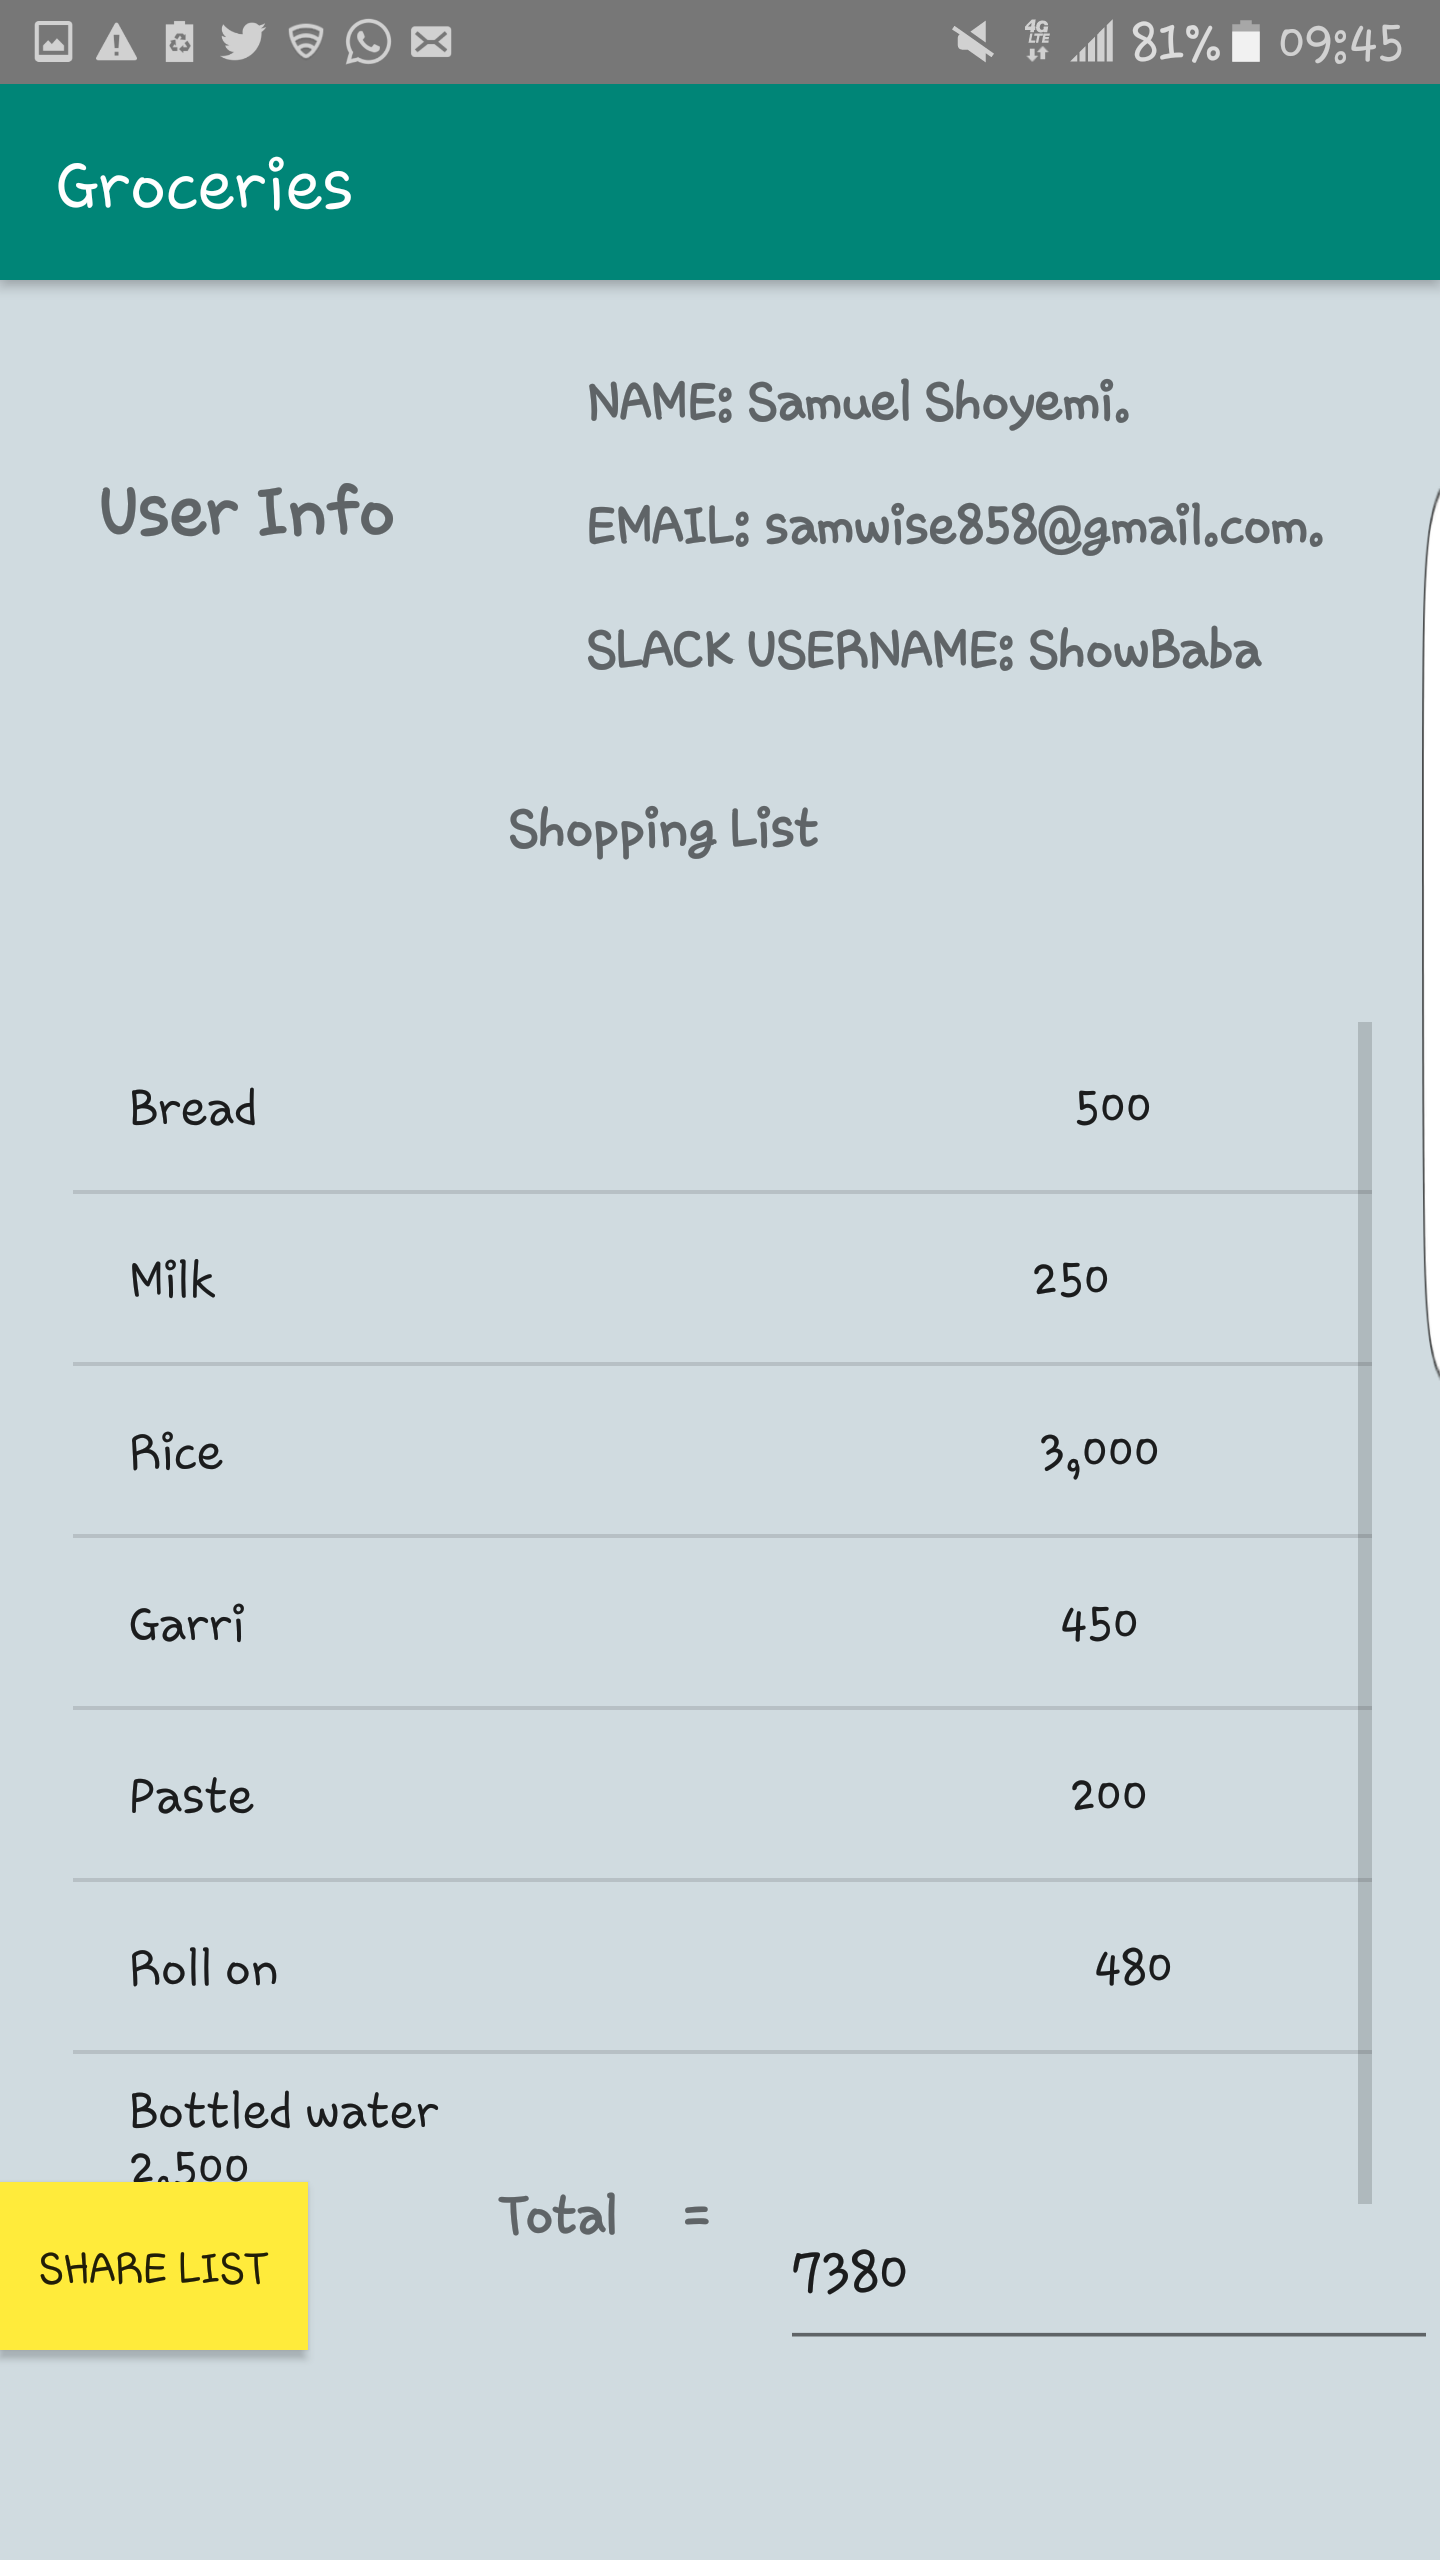 4G LTE 81% 09:45
Groceries
NAME: Samuel Shoyemi.
User Info
EMAIL: samwise858@gmail.com.
SLACK USERNAME: ShowBaba
Shopping List
Bread 500
Milk 250
Rice 3,000
Garri 450
Paste 200
Roll on 480
Bottled water
2,500
Total =
SHARE LIST
7380